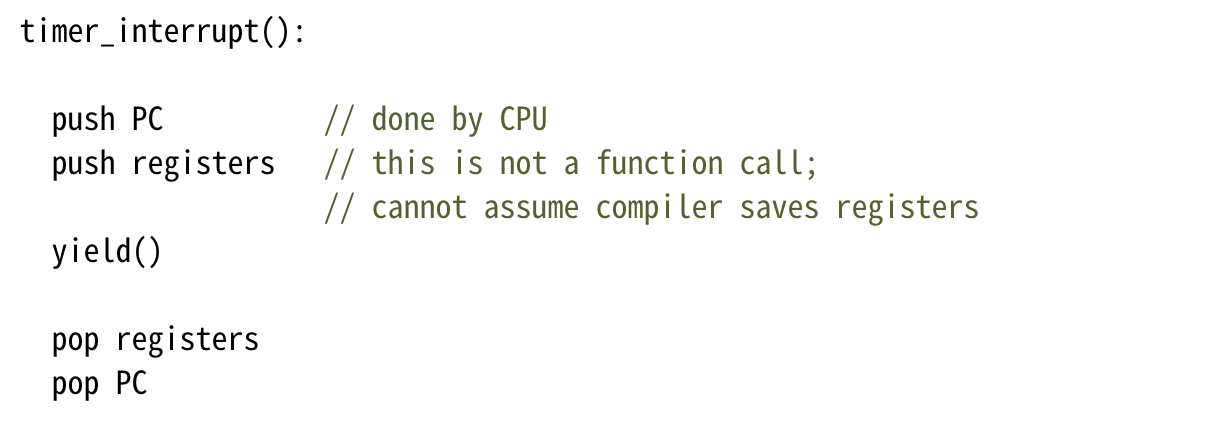 timer_interrupt():
push PC // done by CPU
push registers // this is not a function call;
// cannot assume compiler saves registers
yield()
pop registers
pop PC